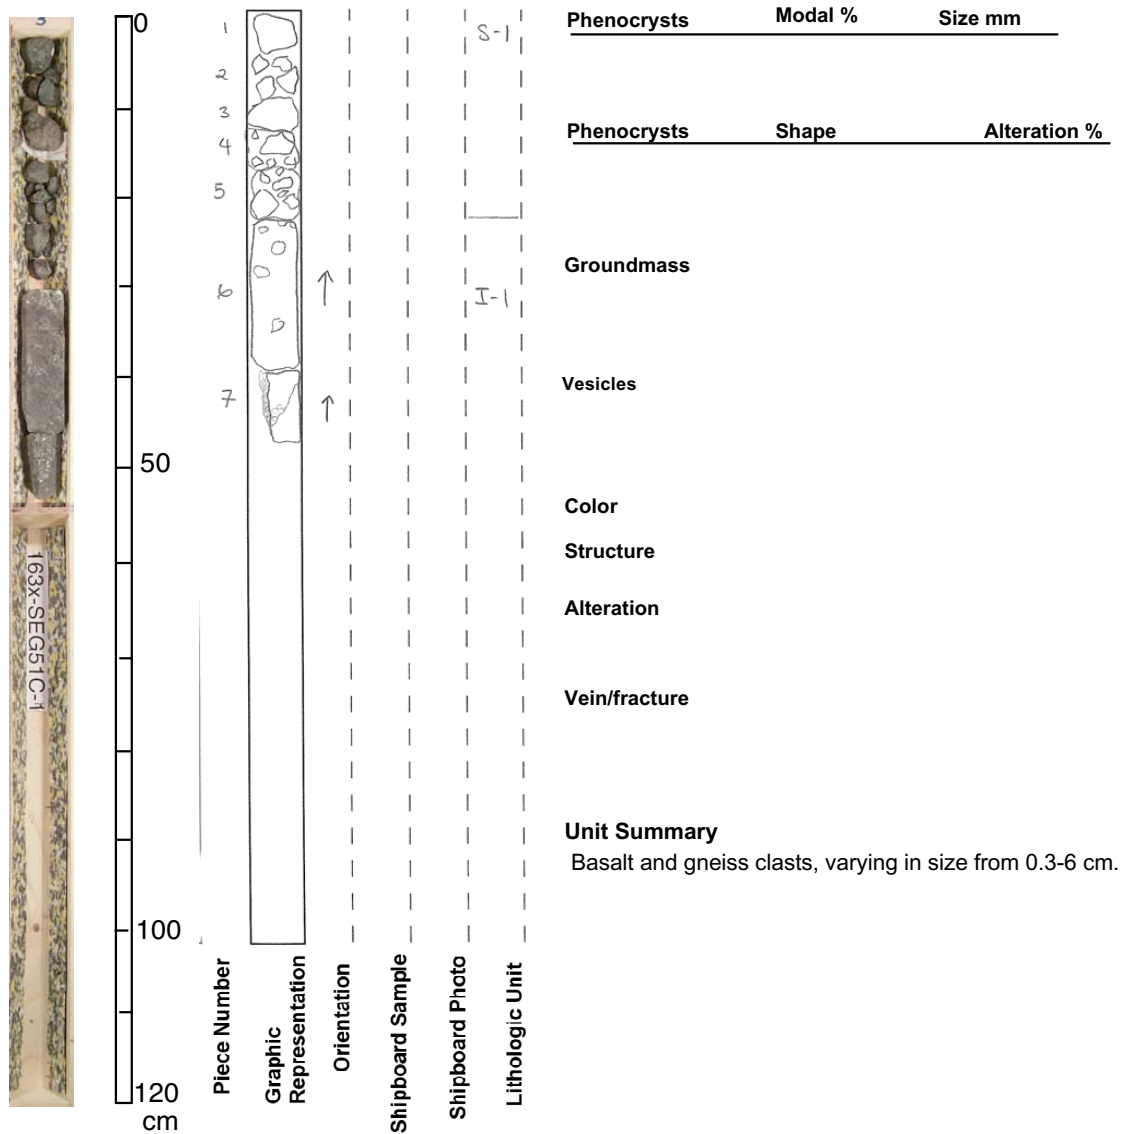 3
163x-SEG51C-1
0
50
100
120
cm
1
2
3
4
5
6
7
S-1
I-1
Piece Number
Graphic
Representation
Orientation
Shipboard Sample
Shipboard Photo
Lithologic Unit
Phenocrysts Modal % Size mm
Phenocrysts Shape Alteration %
Groundmass
Vesicles
Color
Structure
Alteration
Vein/fracture
Unit Summary
Basalt and gneiss clasts, varying in size from 0.3-6 cm.